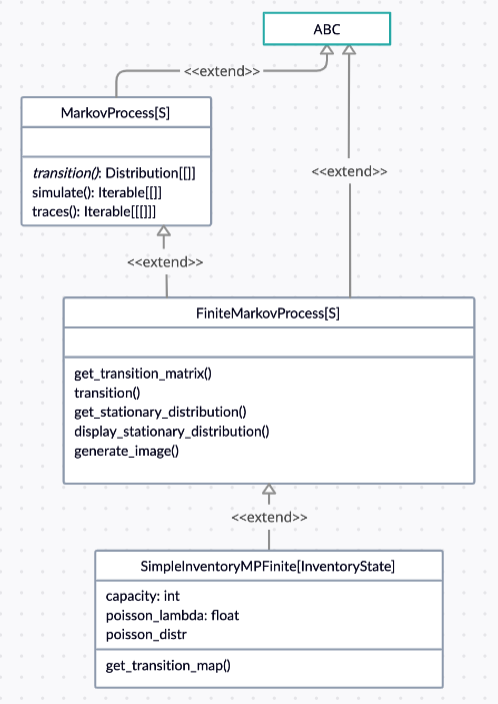 ABC
<<extend>>
MarkovProcess[S]
transition(): Distribution[[]]
simulate(): Iterable[[]]
traces(): Iterable[[[]]]
<<extend>>
<<extend>>
FiniteMarkovProcess[S]
get_transition_matrix()
transition()
get_stationary_distribution()
display_stationary_distribution()
generate_image()
<<extend>>
SimpleInventoryMPFinite[InventoryState]
capacity: int
poisson_lambda: float
poisson_distr
get_transition_map()